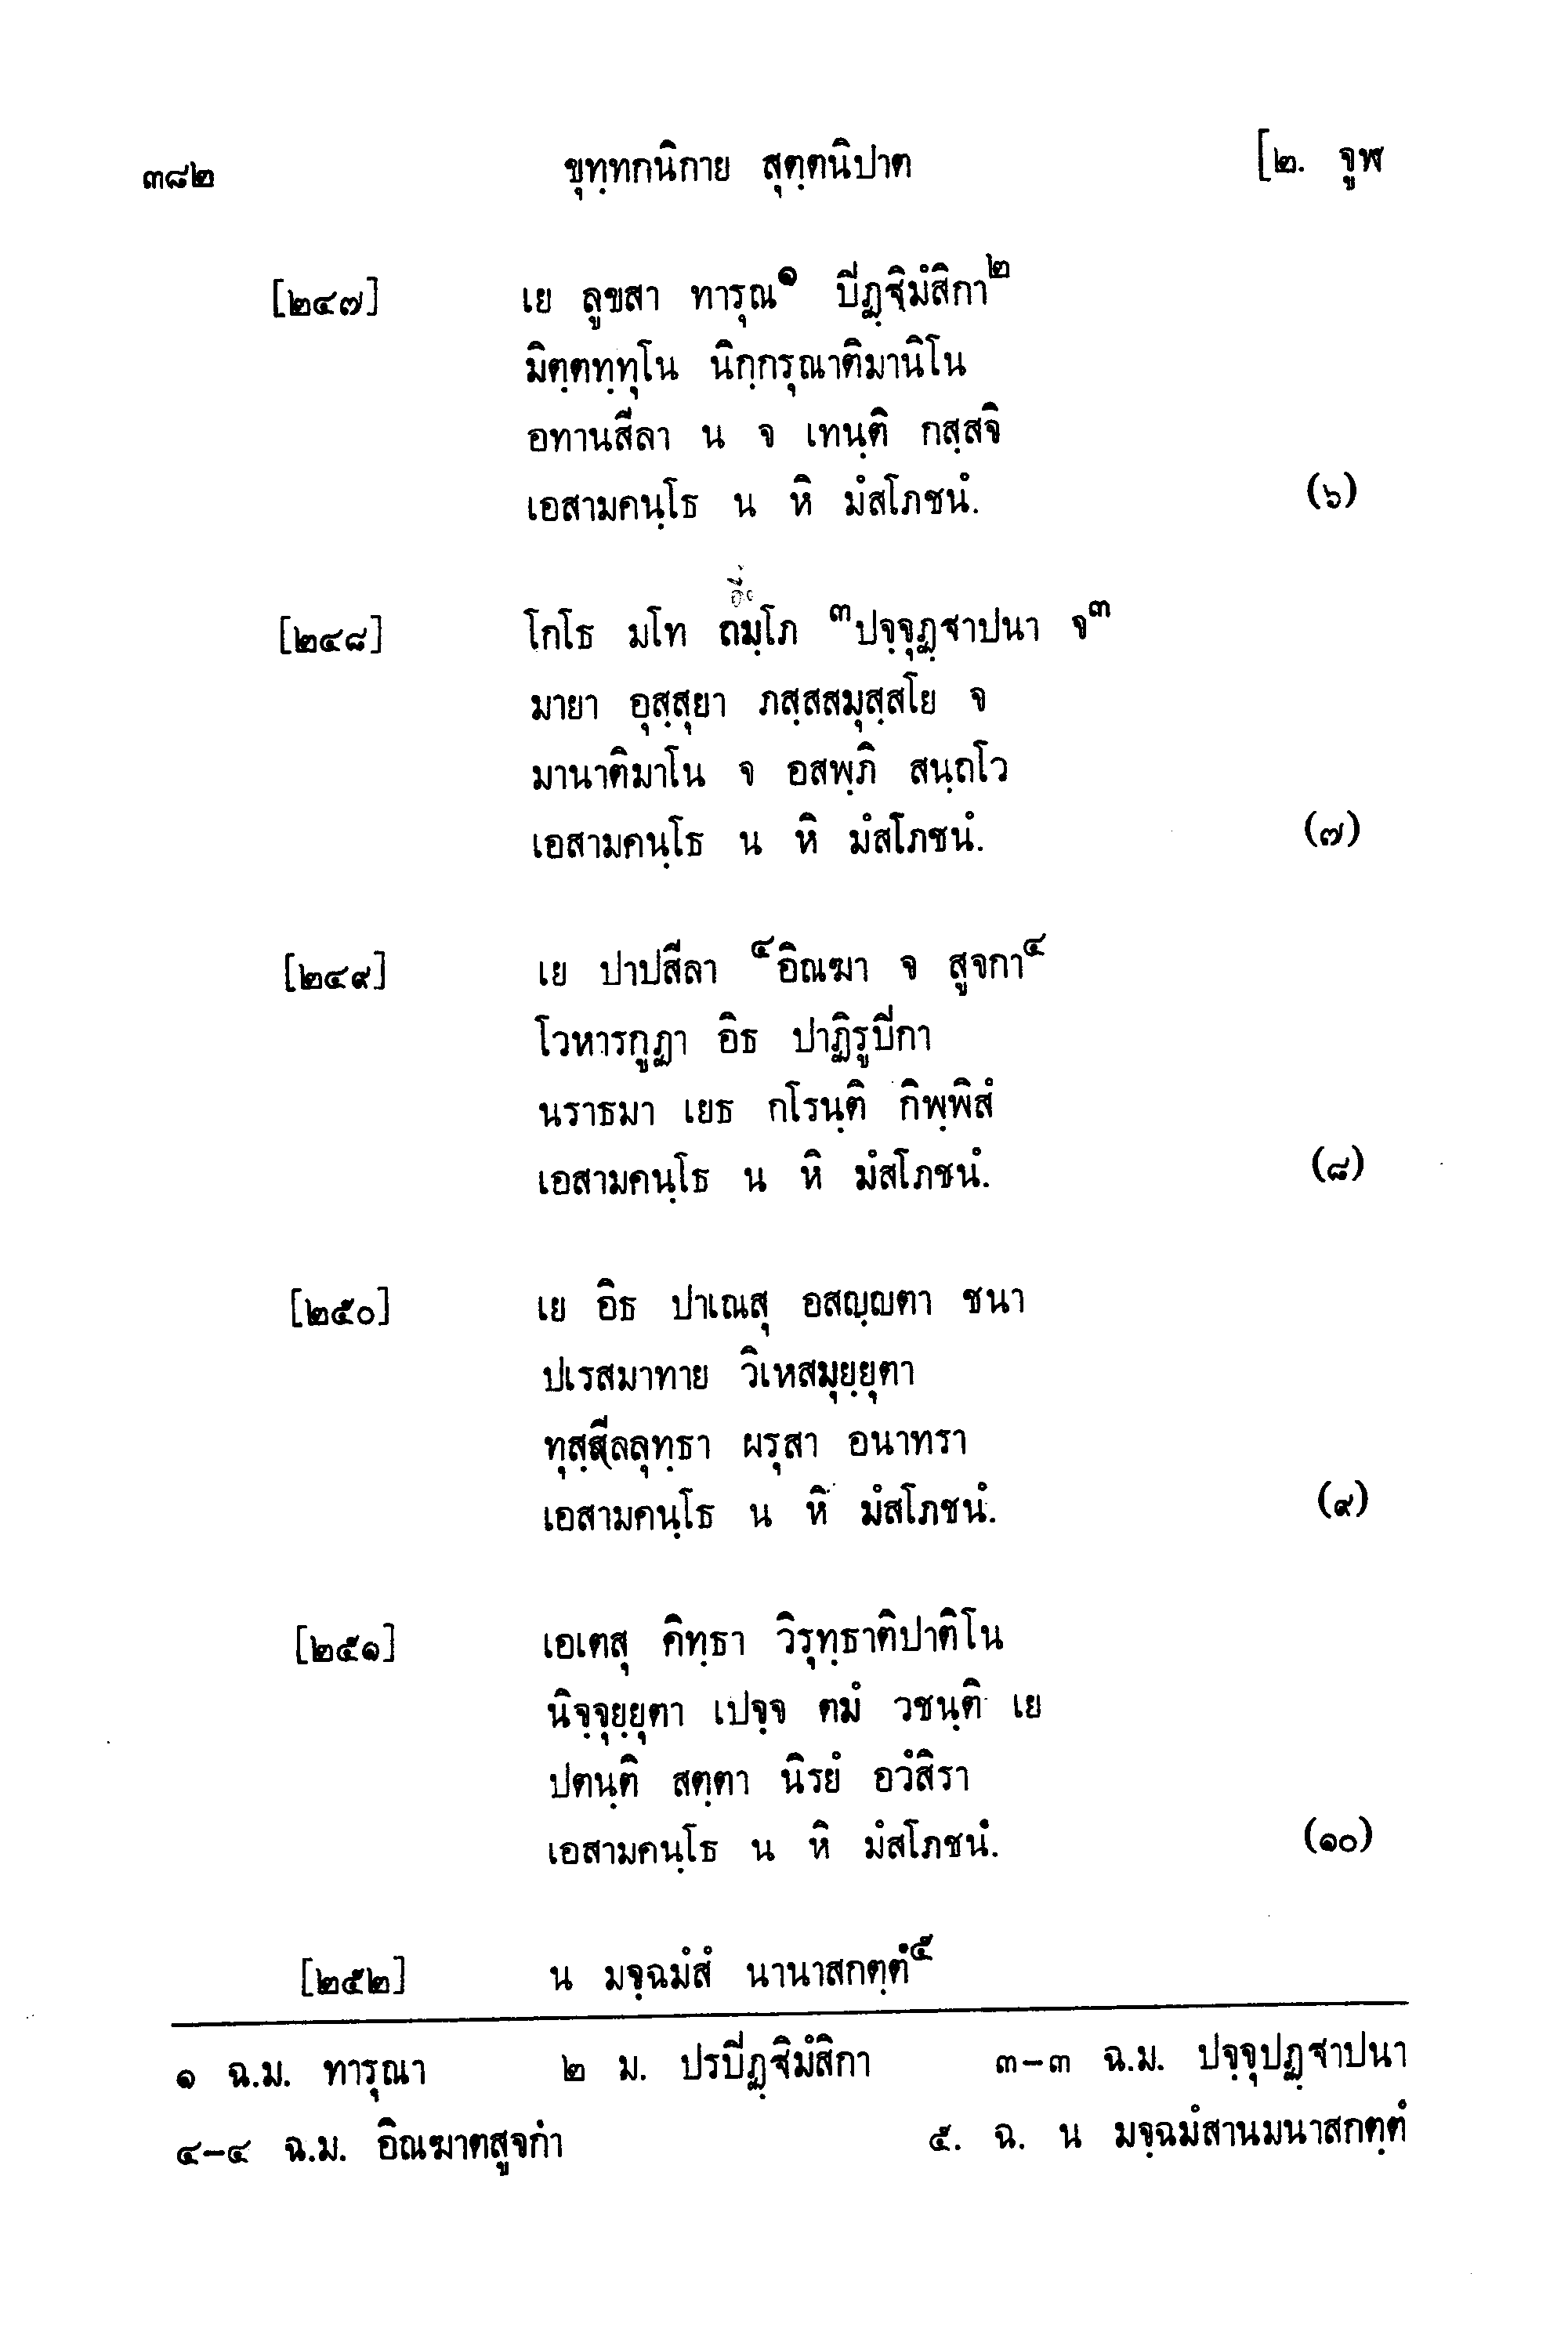 ๓๘๒ ขุทฺทกนิกาย สุตฺตนิปาต [๒. จูฬ
[๒๔๗] เย ลูขสา ทารุณ๑ ปีฏฺฐิมํสิกา๒
มิตฺตทฺทุโน นิกฺกรุณาติมานิโน
อทานสีลา น จ เทนฺติ กสฺสจิ
เอสามคนฺโธ น หิ มํสโภชนํ. (๖)
[๒๔๘] โกโธ มโท ถมฺโภ ๓ปจฺจุฏฺฐาปนา จ๓
มายา อุสฺสุยา ภสฺสสมุสฺสโย จ
มานาติมาโน จ อสพฺภิ สนฺถโว
เอสามคนฺโธ น หิ มํสโภชนํ. (๗)
[๒๔๙] เย ปาปสีลา ๔อิณฆา จ สูจกา๔
โวหารกูฏา อิธ ปาฏิรูปีกา
นราธมา เยธ กโรนฺติ กิพฺพิสํ
เอสามคนฺโธ น หิ มํสโภชนํ. (๘)
[๒๕๐] เย อิธ ปาเณสุ อสญฺญตา ชนา
ปเรสมาทาย วิเหสมุยฺยุตา
ทุสฺสีลลุทฺธา ผรุสา อนาทรา
เอสามคนฺโธ น หิ มํสโภชนํ. (๙)
[๒๕๑] เอเตสุ คิทฺธา วิรุทฺธาติปาติโน
นิจฺจุยฺยุตา เปจฺจ ตมํ วชนฺติ เย
ปตนฺติ สตฺตา นิรยํ อวํสิรา
เอสามคนฺโธ น หิ มํสโภชนํ. (๑๐)
[๒๕๒] น มจฺฉมํสํ นานาสกตฺตํ๕
๑ ฉ.ม. ทารุณา ๒ ม. ปรปีฏฺฐิมํสิกา ๓-๓ ฉ.ม. ปจฺจุปฏฺฐาปนา
๔-๔ ฉ.ม. อิณฆาตสูจกา ๕. ฉ. น มจฺฉมํสานมนาสกตฺตํ